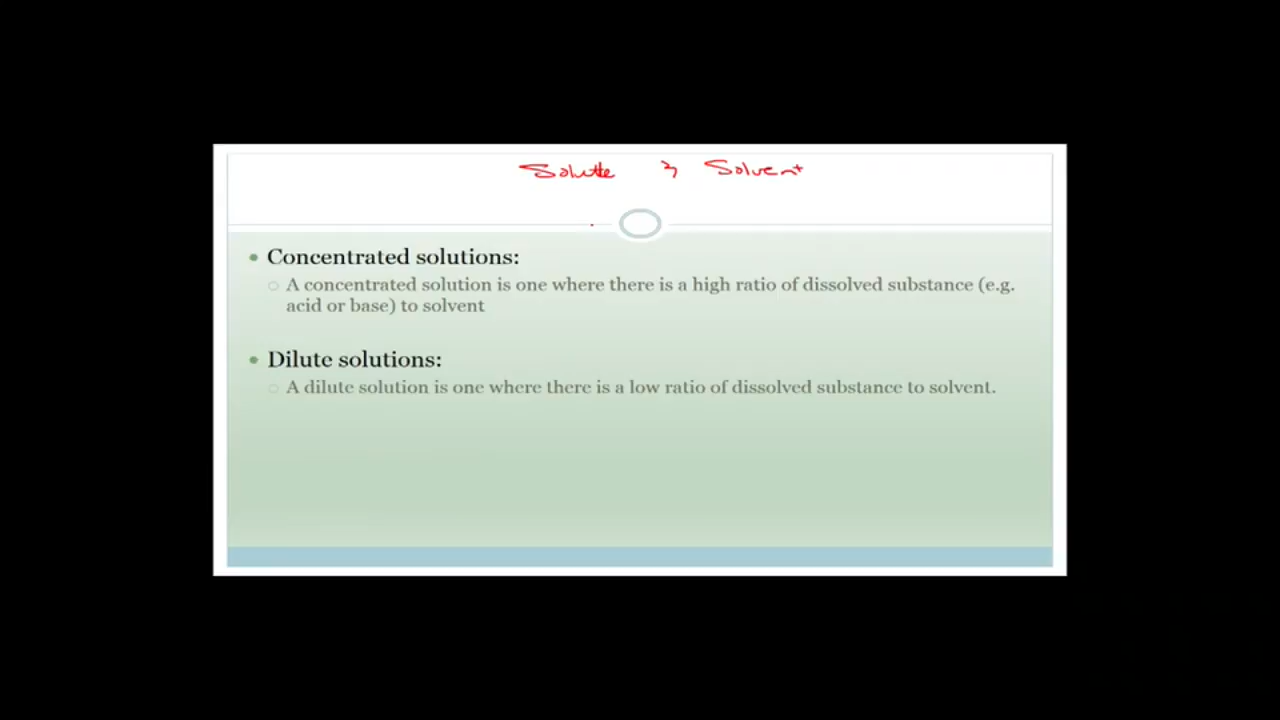 Solute & Solvent
Concentrated solutions:
A concentrated solution is one where there is a high ratio of dissolved substance (e.g.
acid or base) to solvent
Dilute solutions:
A dilute solution is one where there is a low ratio of dissolved substance to solvent.